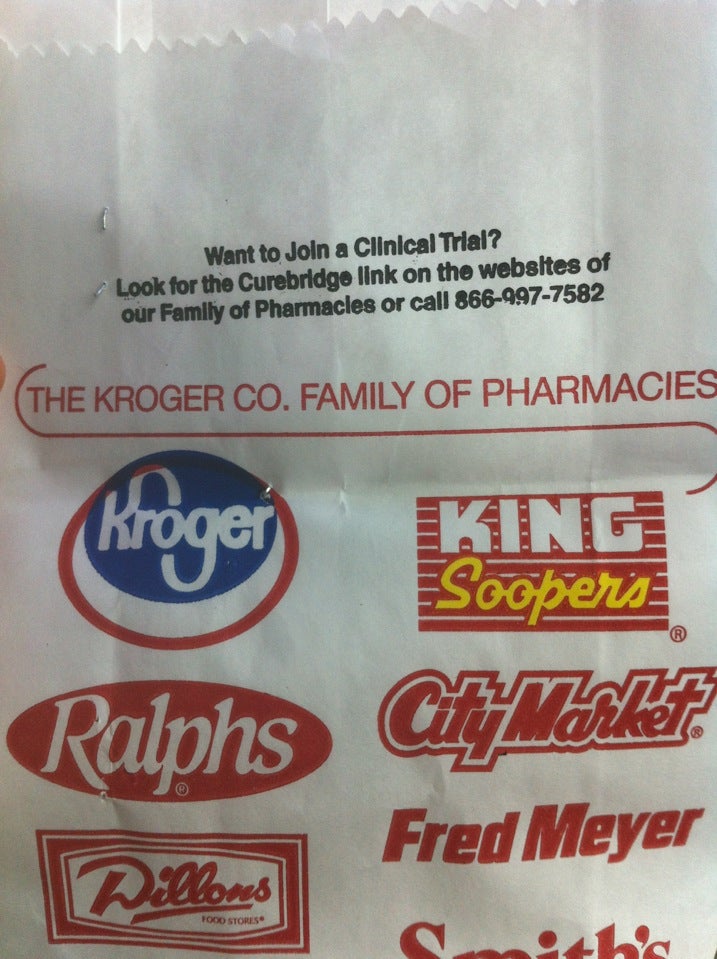 Want to Join a Clinical Trial?
Look for the Curebridge link on the websites of
our Family of Pharmacies or call 866-997-7582
THE KROGER CO. FAMILY OF PHARMACIES
Kroger
KING
Soopers
®
Ralphs
®
City Market
®
Dillons
FOOD STORES®
Fred Meyer
Smith's